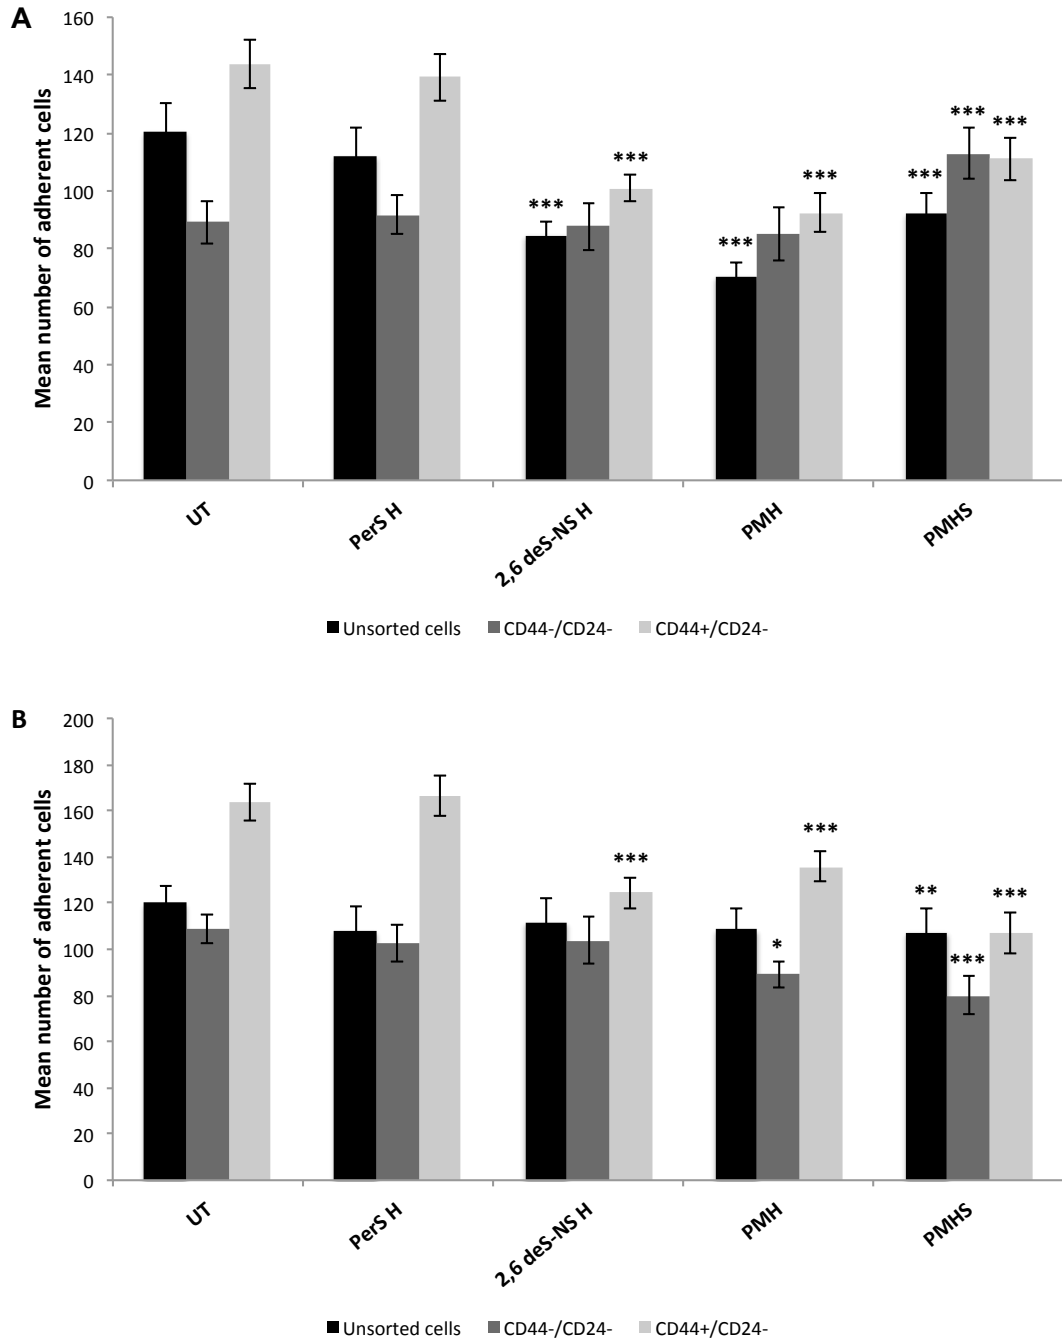 A
Mean number of adherent cells
160
140
120
100
80
60
40
20
0
***
***
***
***
***
***
***
UT
PerS H
2,6 deS-NS H
PMH
PMHS
Unsorted cells CD44-/CD24- CD44+/CD24-
B
Mean number of adherent cells
200
180
160
140
120
100
80
60
40
20
0
***
*
***
**
***
***
UT
PerS H
2,6 deS-NS H
PMH
PMHS
Unsorted cells CD44-/CD24- CD44+/CD24-